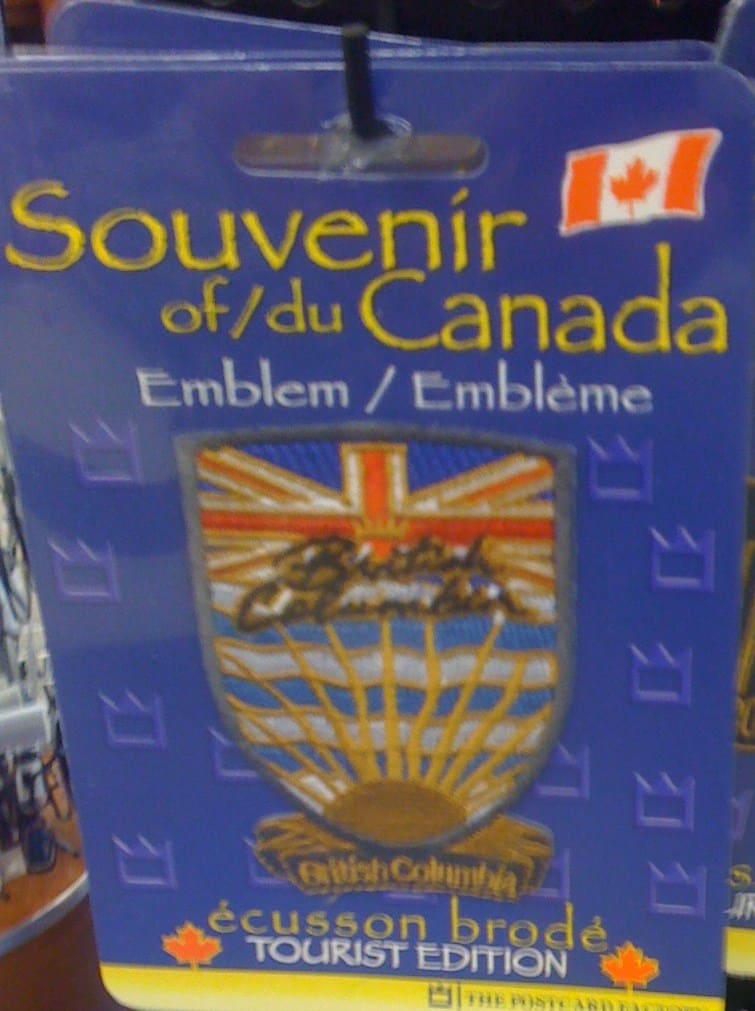 Souvenir
of/du Canada
Emblem / Emblème
British
Columbia
British Columbia
écusson brodé
TOURIST EDITION
THE POSTCARD FACTORY